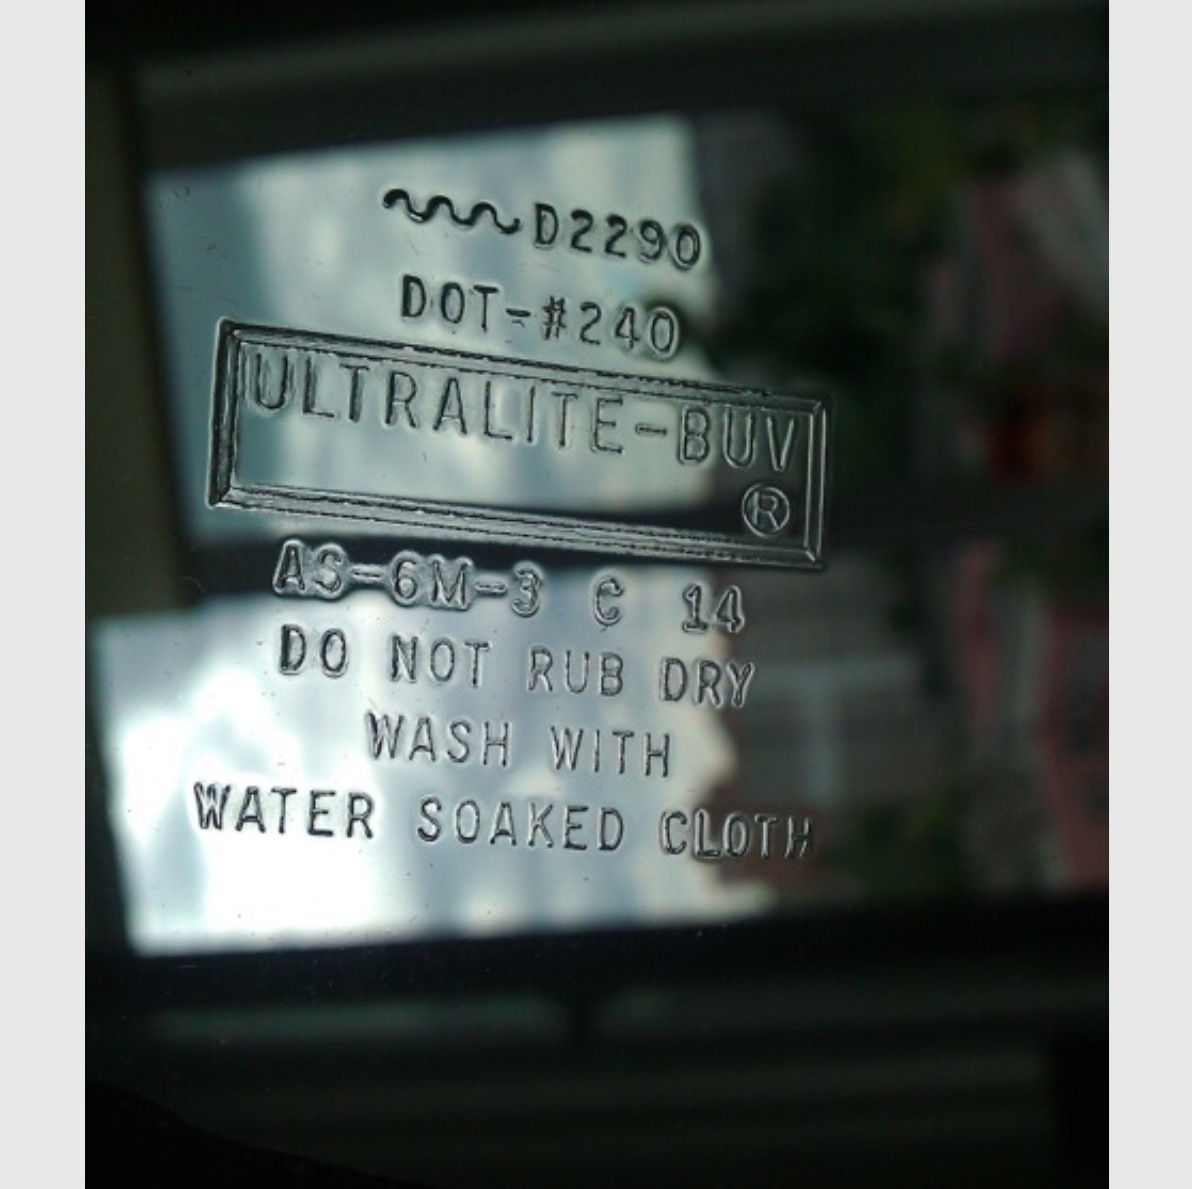 D2290
DOT-#240
ULTRALITE-BUV
®
AS-6M-3 C 14
DO NOT RUB DRY
WASH WITH
WATER SOAKED CLOTH